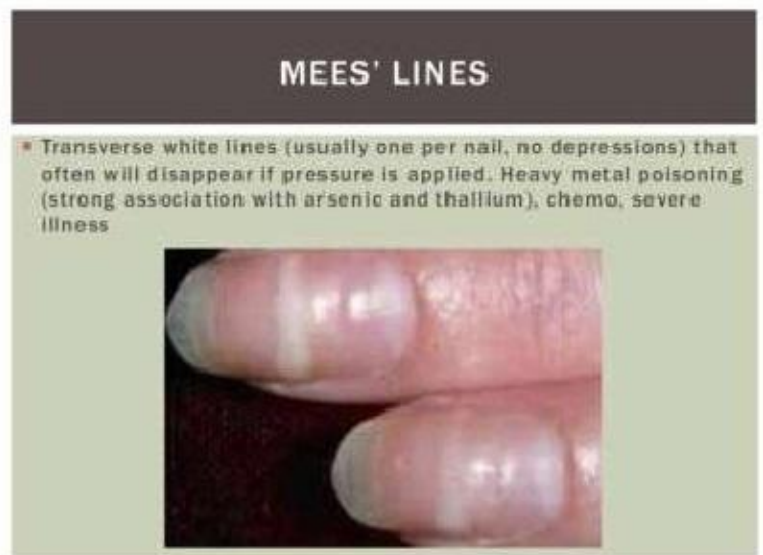 MEES' LINES
Transverse white lines (usually one per nail, no depressions) that
often will disappear if pressure is applied. Heavy metal poisoning
(strong association with arsenic and thallium), chemo, severe
illness